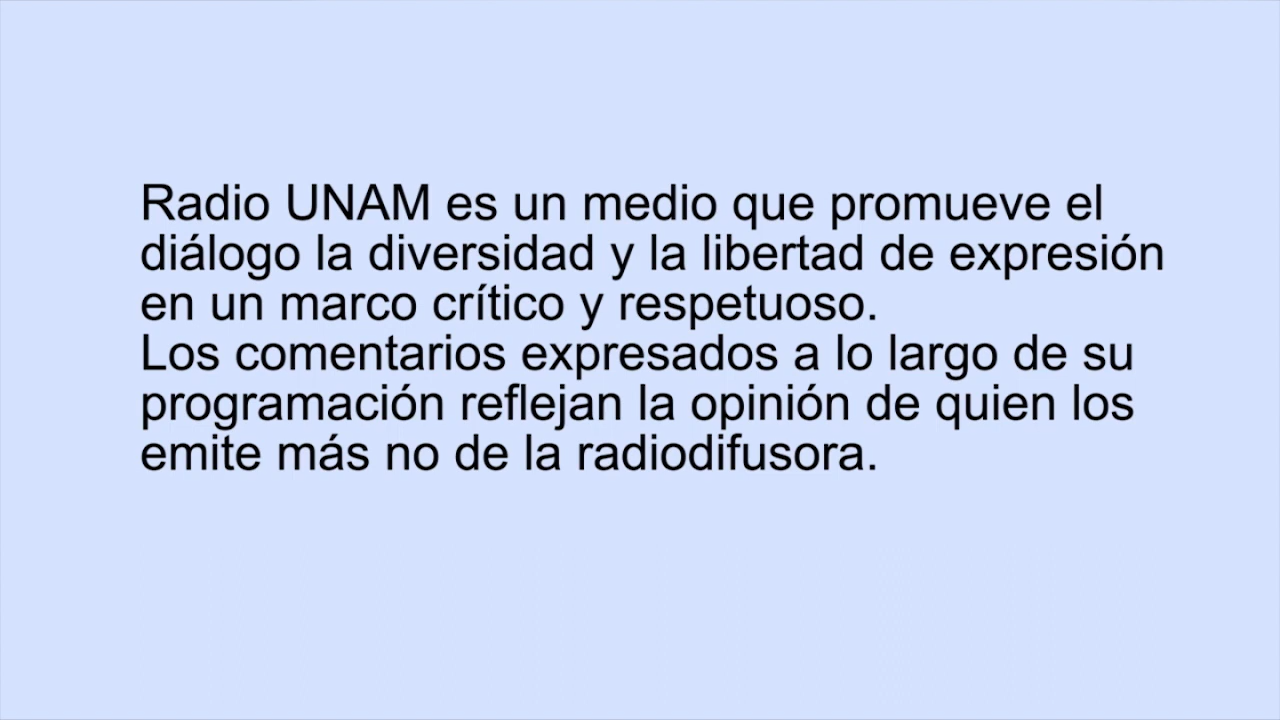 Radio UNAM es un medio que promueve el
diálogo la diversidad y la libertad de expresión
en un marco crítico y respetuoso.
Los comentarios expresados a lo largo de su
programación reflejan la opinión de quien los
emite más no de la radiodifusora.